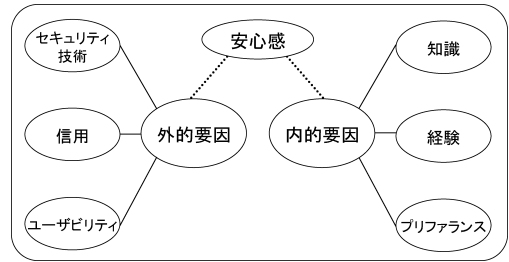 セキュリティ
技術
安心感
知識
信用
外的要因
内的要因
経験
ユーザビリティ
プリファランス